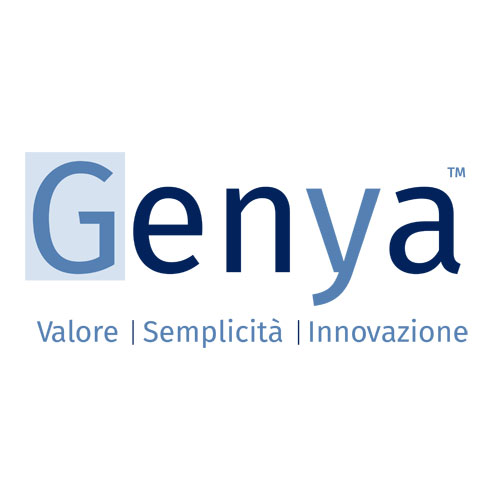 Genya™
Valore | Semplicità | Innovazione